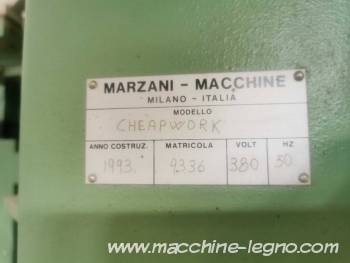 MARZANI - MACCHINE
MILANO - ITALIA
MODELLO
CHEAPWORK
ANNO COSTRUZ. MATRICOLA VOLT HZ
1993. 9336 380 50
www.macchine-legno.com